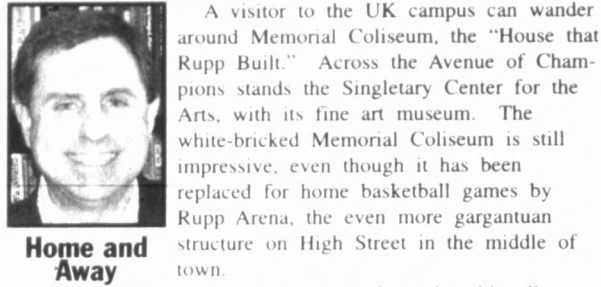 A visitor to the UK campus can wander
around Memorial Coliseum, the “House that
Rupp Built.” Across the Avenue of Cham-
pions stands the Singletary Center for the
Arts, with its fine art museum. The
white-bricked Memorial Coliseum is still
impressive, even though it has been
replaced for home basketball games by
Rupp Arena, the even more gargantuan
structure on High Street in the middle of
town.
Home and
Away